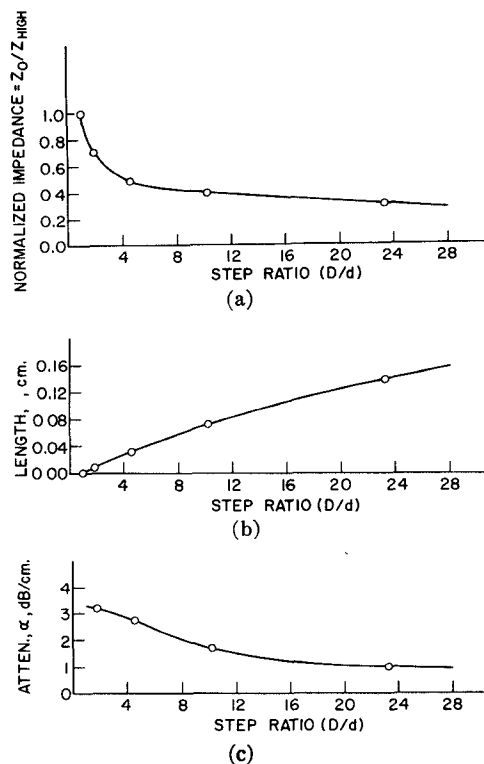 NORMALIZED IMPEDANCE = Z0/ZHIGH
1.0
0.8
0.6
0 4
0.2
0.0
4 8 12 16 20 24 28
STEP RATIO (D/d)
(a)
LENGTH, , cm.
0.16
0.12
0.08
0.04
0 00
4 8 12 16 20 24 28
STEP RATIO (D/d)
(b)
ATTEN., α, dB/cm.
4
3
2
1
0
4 8 12 16 20 24 28
STEP RATIO (D/d)
(c)